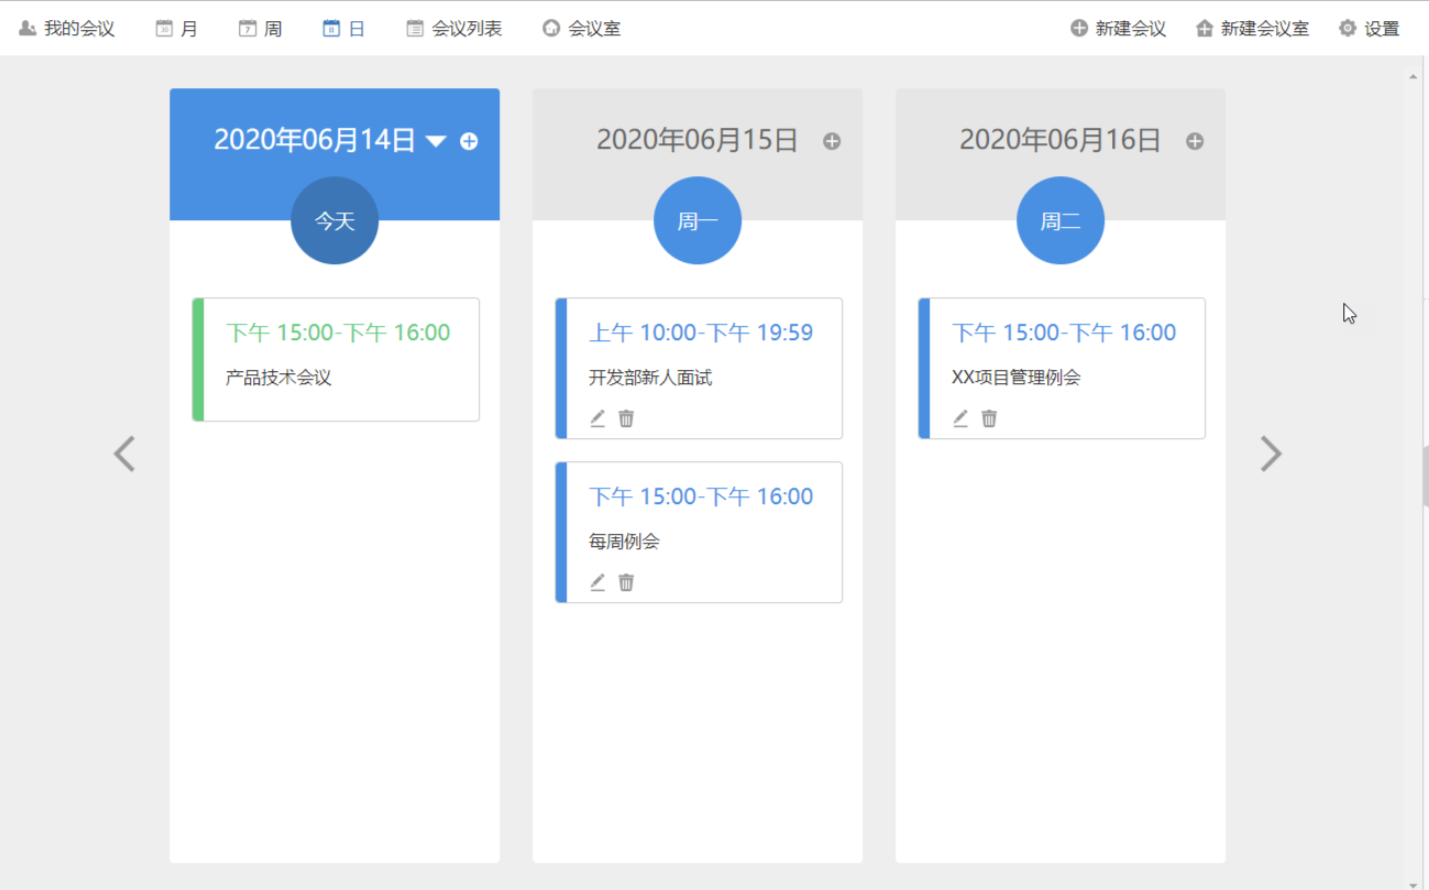 我的会议 月 周 日 会议列表 会议室 新建会议 新建会议室 设置
2020年06月14日
今天
下午 15:00-下午 16:00
产品技术会议
2020年06月15日
周一
上午 10:00-下午 19:59
开发部新人面试
下午 15:00-下午 16:00
每周例会
2020年06月16日
周二
下午 15:00-下午 16:00
XX项目管理例会